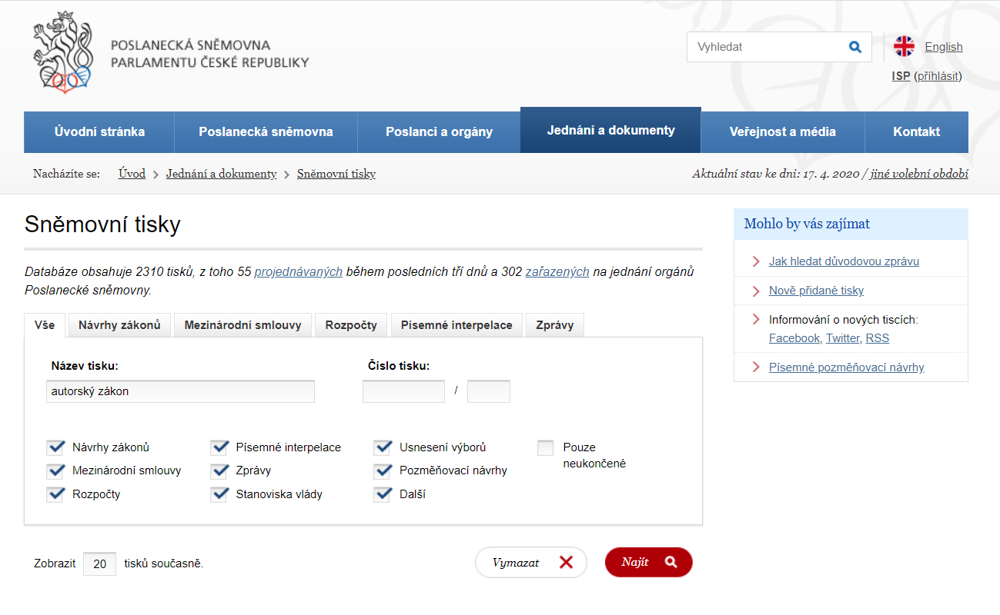 POSLANECKÁ SNĚMOVNA
PARLAMENTU ČESKÉ REPUBLIKY
Vyhledat
English
ISP (příhlásit)
Úvodní stránka
Poslanecká sněmovna
Poslanci a orgány
Jednání a dokumenty
Veřejnost a média
Kontakt
Nacházíte se: Úvod Jednání a dokumenty Sněmovní tisky
Aktuální stav ke dni: 17. 4. 2020 / jiné volební období
Sněmovní tisky
Databáze obsahuje 2310 tisků, z toho 55 projednávaných během posledních tří dnů a 302 zařazených na jednání orgánů
Poslanecké sněmovny.
Vše
Návrhy zákonů
Mezinárodní smlouvy
Rozpočty
Písemné interpelace
Zprávy
Název tisku:
Číslo tisku:
autorský zákon
/
Návrhy zákonů
Písemné interpelace
Usnesení výborů
Pouze
neukončené
Mezinárodní smlouvy
Zprávy
Pozměňovací návrhy
Rozpočty
Stanoviska vlády
Další
Zobrazit 20 tisků současně.
Vymazat
Najít
Mohlo by vás zajímat
Jak hledat důvodovou zprávu
Nově přidané tisky
Informování o nových tiscích:
Facebook, Twitter, RSS
Písemné pozměňovací návrhy